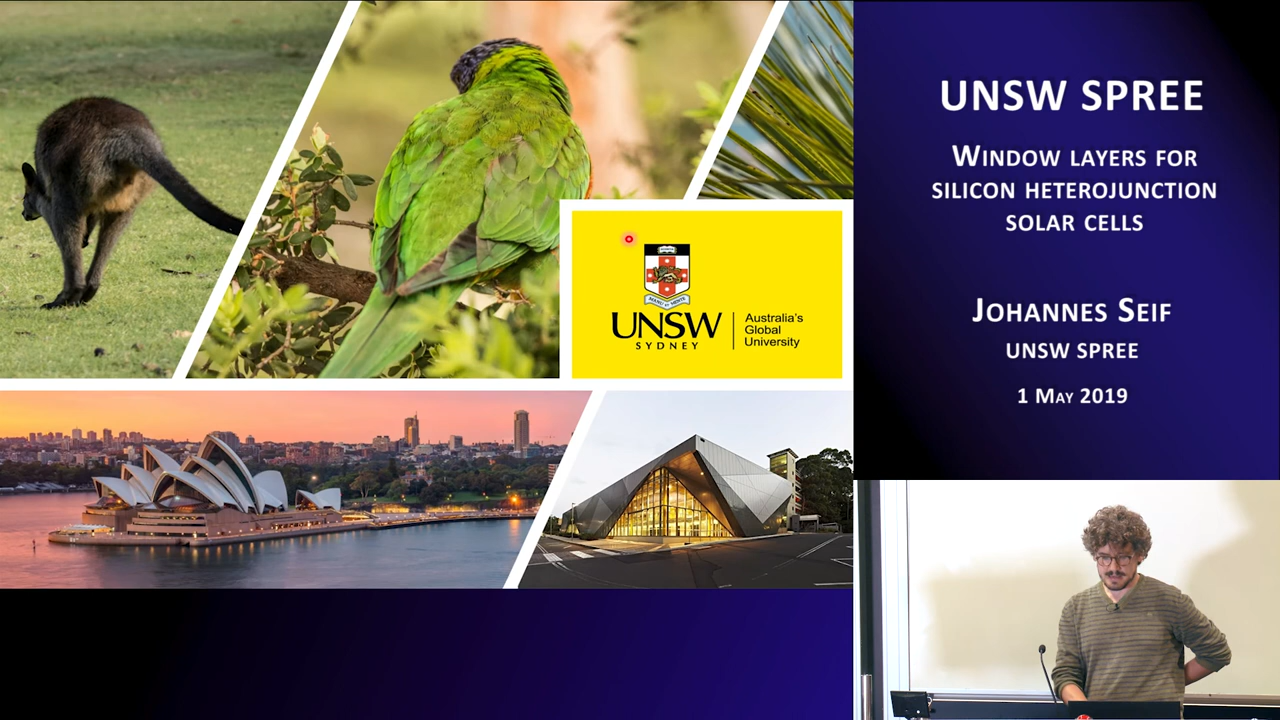 UNSW SPREE
WINDOW LAYERS FOR
SILICON HETEROJUNCTION
SOLAR CELLS
JOHANNES SEIF
UNSW SPREE
1 MAY 2019
UNSW
SYDNEY
Australia's
Global
University